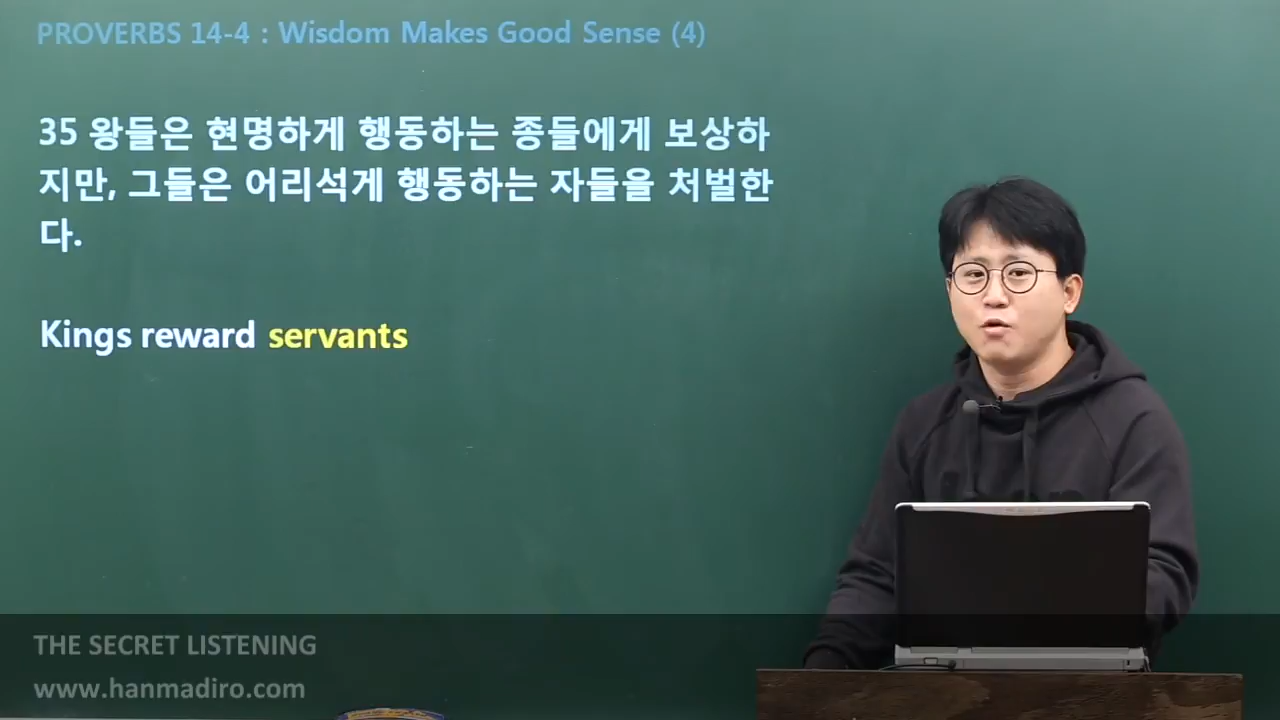 PROVERBS 14-4 : Wisdom Makes Good Sense (4)
35 왕들은 현명하게 행동하는 종들에게 보상하
지만, 그들은 어리석게 행동하는 자들을 처벌한
다.
Kings reward servants
THE SECRET LISTENING
www.hanmadiro.com